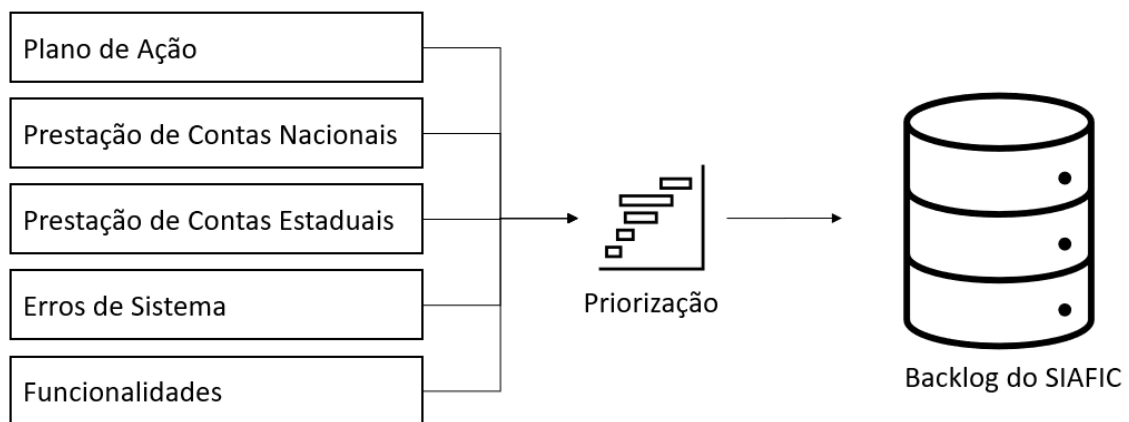 Plano de Ação
Prestação de Contas Nacionais
Prestação de Contas Estaduais
Erros de Sistema
Funcionalidades
Priorização
Backlog do SIAFIC